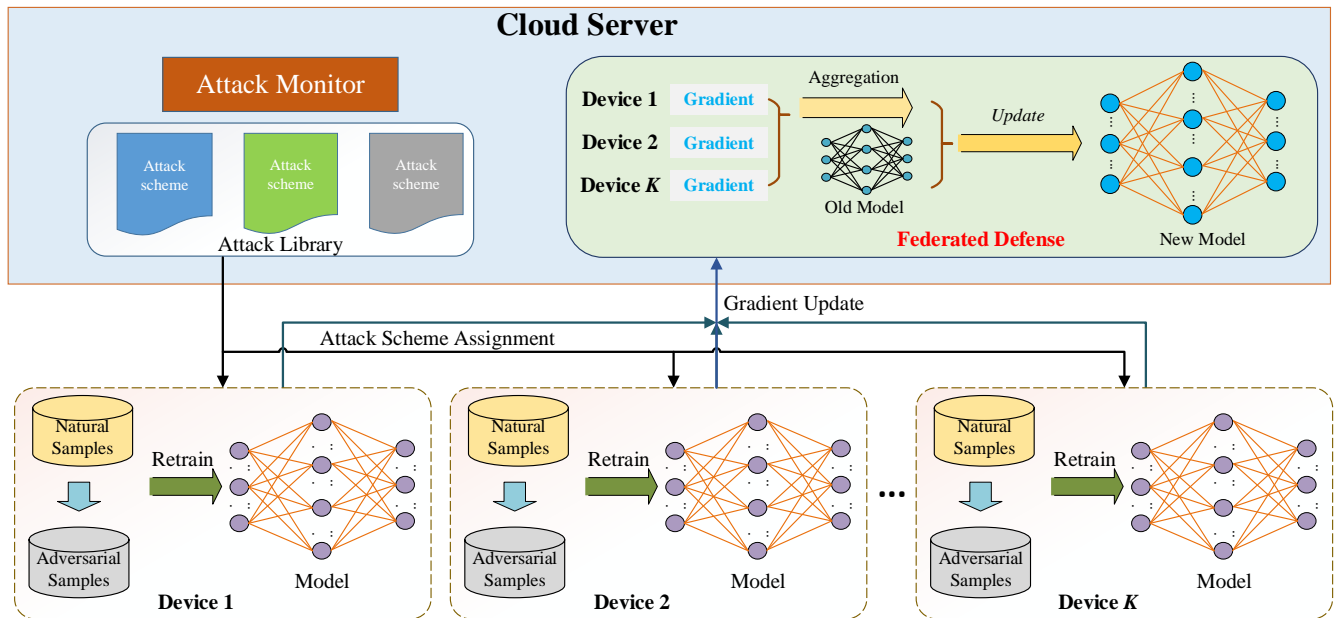 Cloud Server
Attack Monitor
Attack
scheme
Attack
scheme
Attack
scheme
Attack Library
Device 1
Gradient
Device 2
Gradient
Device K
Gradient
Aggregation
Old Model
Update
New Model
Federated Defense
Gradient Update
Attack Scheme Assignment
Natural
Samples
Retrain
Adversarial
Samples
Model
Device 1
Natural
Samples
Retrain
Adversarial
Samples
Model
Device 2
...
Natural
Samples
Retrain
Adversarial
Samples
Model
Device K